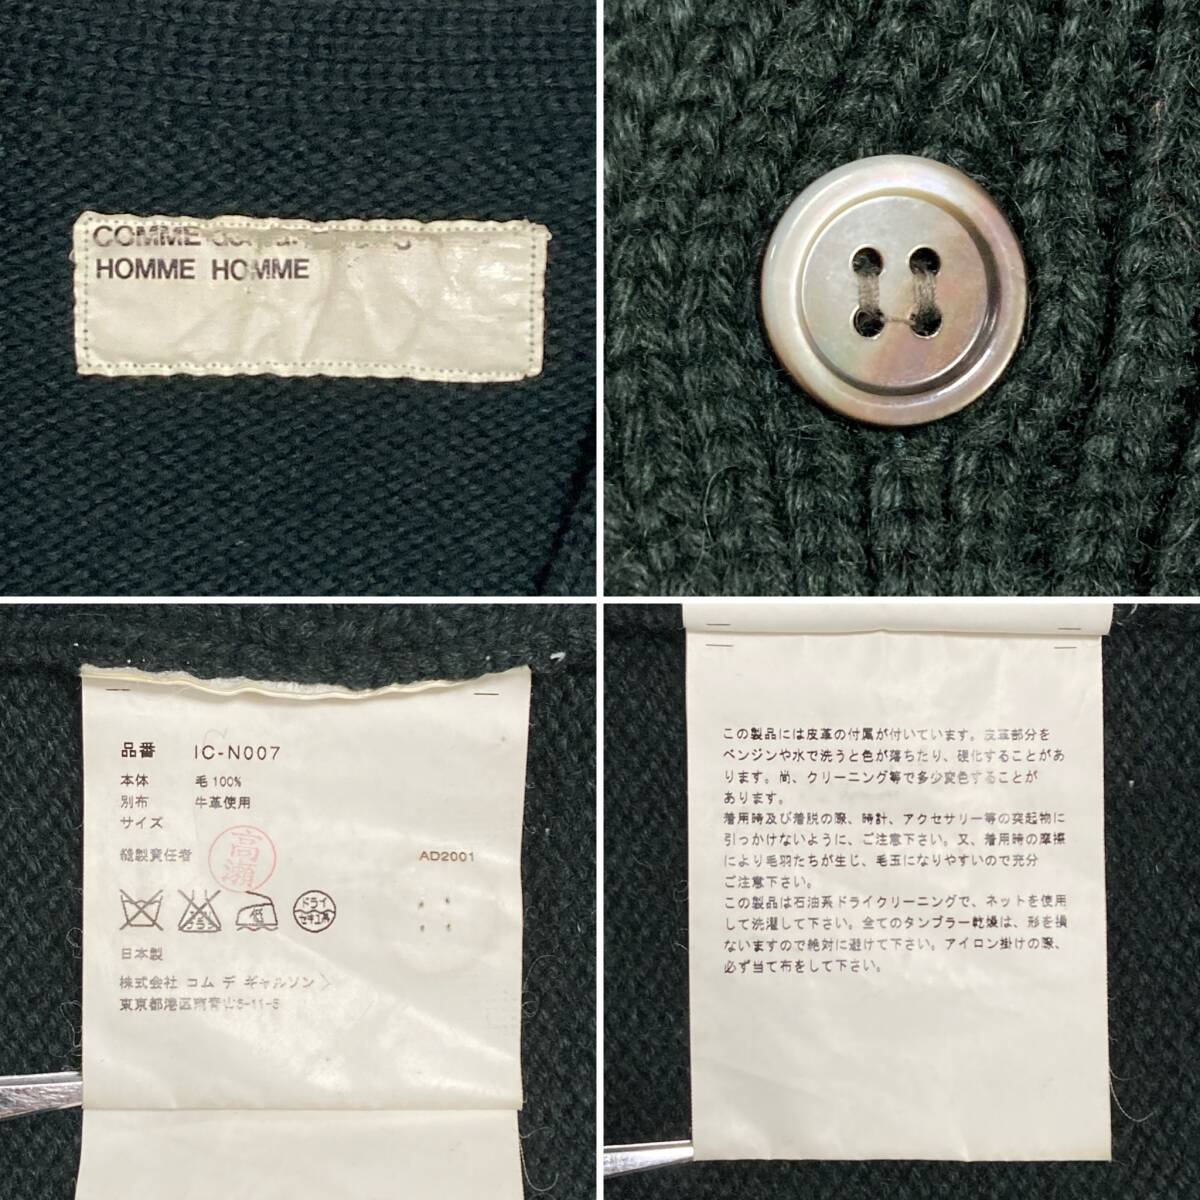 COMME
HOMME HOMME
品番 IC-N007
本体 毛100%
別布 牛革使用
サイズ
縫製責任者 高瀬 AD2001
ドライ
セキユ系
低
日本製
株式会社 コム デ ギャルソン
東京都港区南青山5-11-5
この製品には皮革の付属が付いています。皮革部分を
ベンジンや水で洗うと色が落ちたり、硬化することがあ
ります。尚、クリーニング等で多少変色することが
あります。
着用時及び着脱の際、時計、アクセサリー等の突起物に
引っかけないように、ご注意下さい。又、着用時の摩擦
により毛羽たちが生じ、毛玉になりやすいので充分
ご注意下さい。
この製品は石油系ドライクリーニングで、ネットを使用
して洗濯して下さい。全てのタンブラー乾燥は、形を損
ないますので絶対に避けて下さい。アイロン掛けの際、
必ず当て布をして下さい。